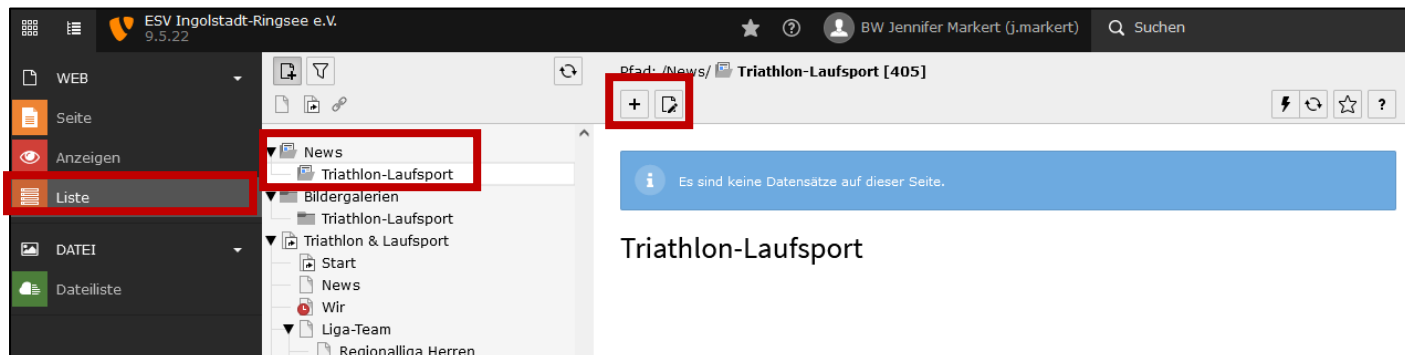 ESV Ingolstadt-Ringsee e.V.
9.5.22
BW Jennifer Markert (j.markert)
Suchen
WEB
Seite
Anzeigen
Liste
DATEI
Dateiliste
News
Triathlon-Laufsport
Bildergalerien
Triathlon-Laufsport
Triathlon & Laufsport
Start
News
Wir
Liga-Team
Regionalliga Herren
Pfad: /News/ Triathlon-Laufsport [405]
Es sind keine Datensätze auf dieser Seite.
Triathlon-Laufsport